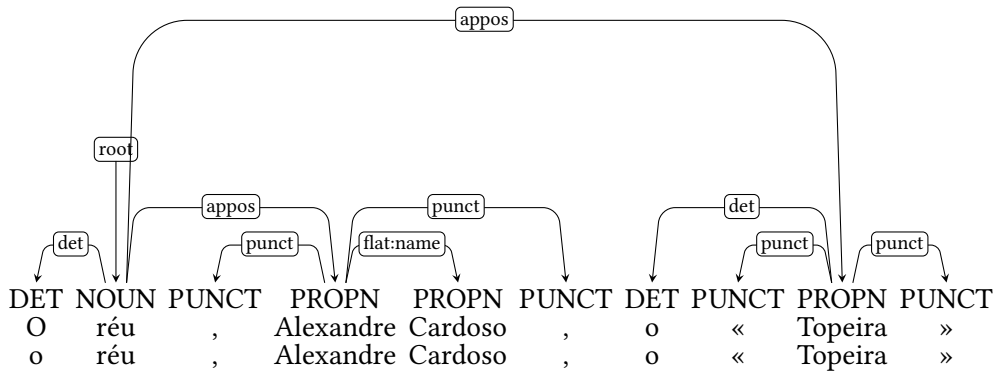 appos
root
appos punct det
det punct flat:name punct punct
DET NOUN PUNCT PROPN PROPN PUNCT DET PUNCT PROPN PUNCT
O réu , Alexandre Cardoso , o « Topeira »
o réu , Alexandre Cardoso , o « Topeira »